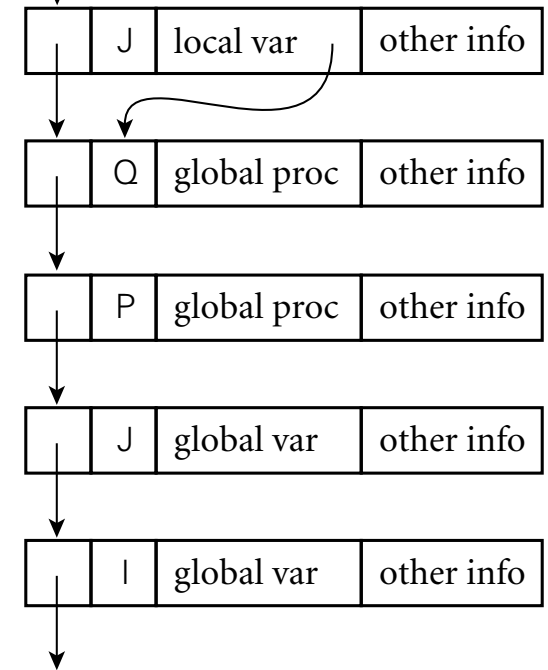 J local var other info
Q global proc other info
P global proc other info
J global var other info
I global var other info